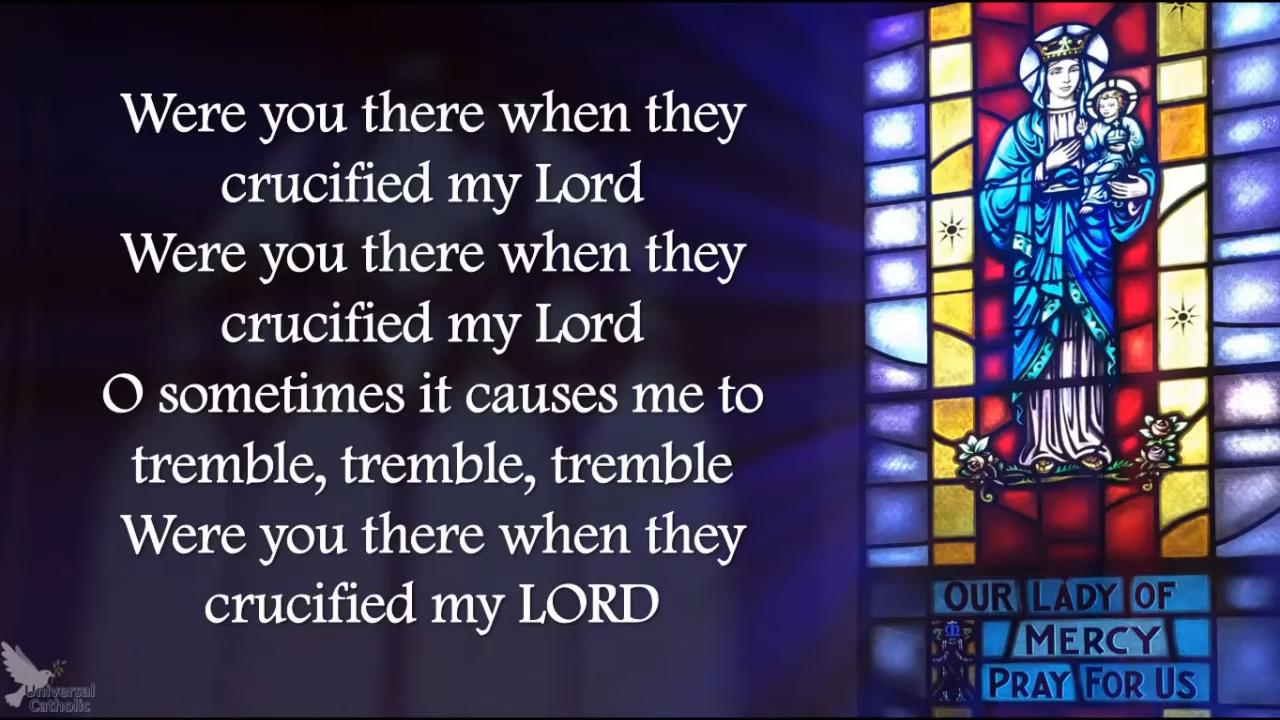 Were you there when they
crucified my Lord
Were you there when they
crucified my Lord
O sometimes it causes me to
tremble, tremble, tremble
Were you there when they
crucified my LORD
OUR LADY OF
MERCY
PRAY FOR US
Universal
Catholic